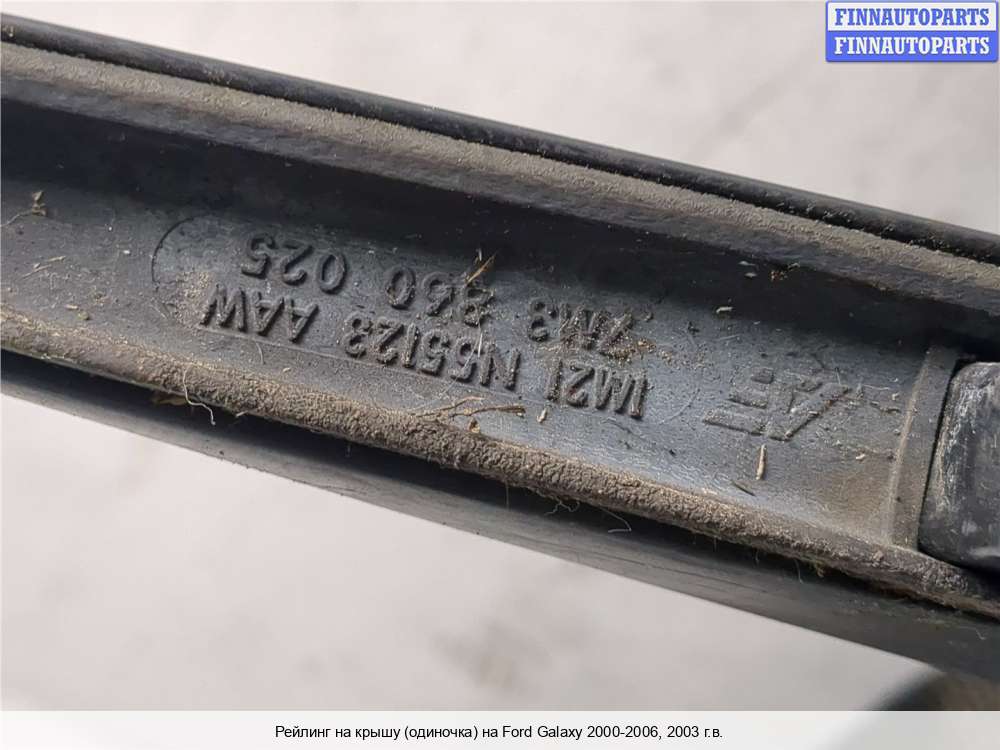 FINNAUTOPARTS
FINNAUTOPARTS
1M21 N55123 AAW
7M3 860 025
Рейлинг на крышу (одиночка) на Ford Galaxy 2000-2006, 2003 г.в.